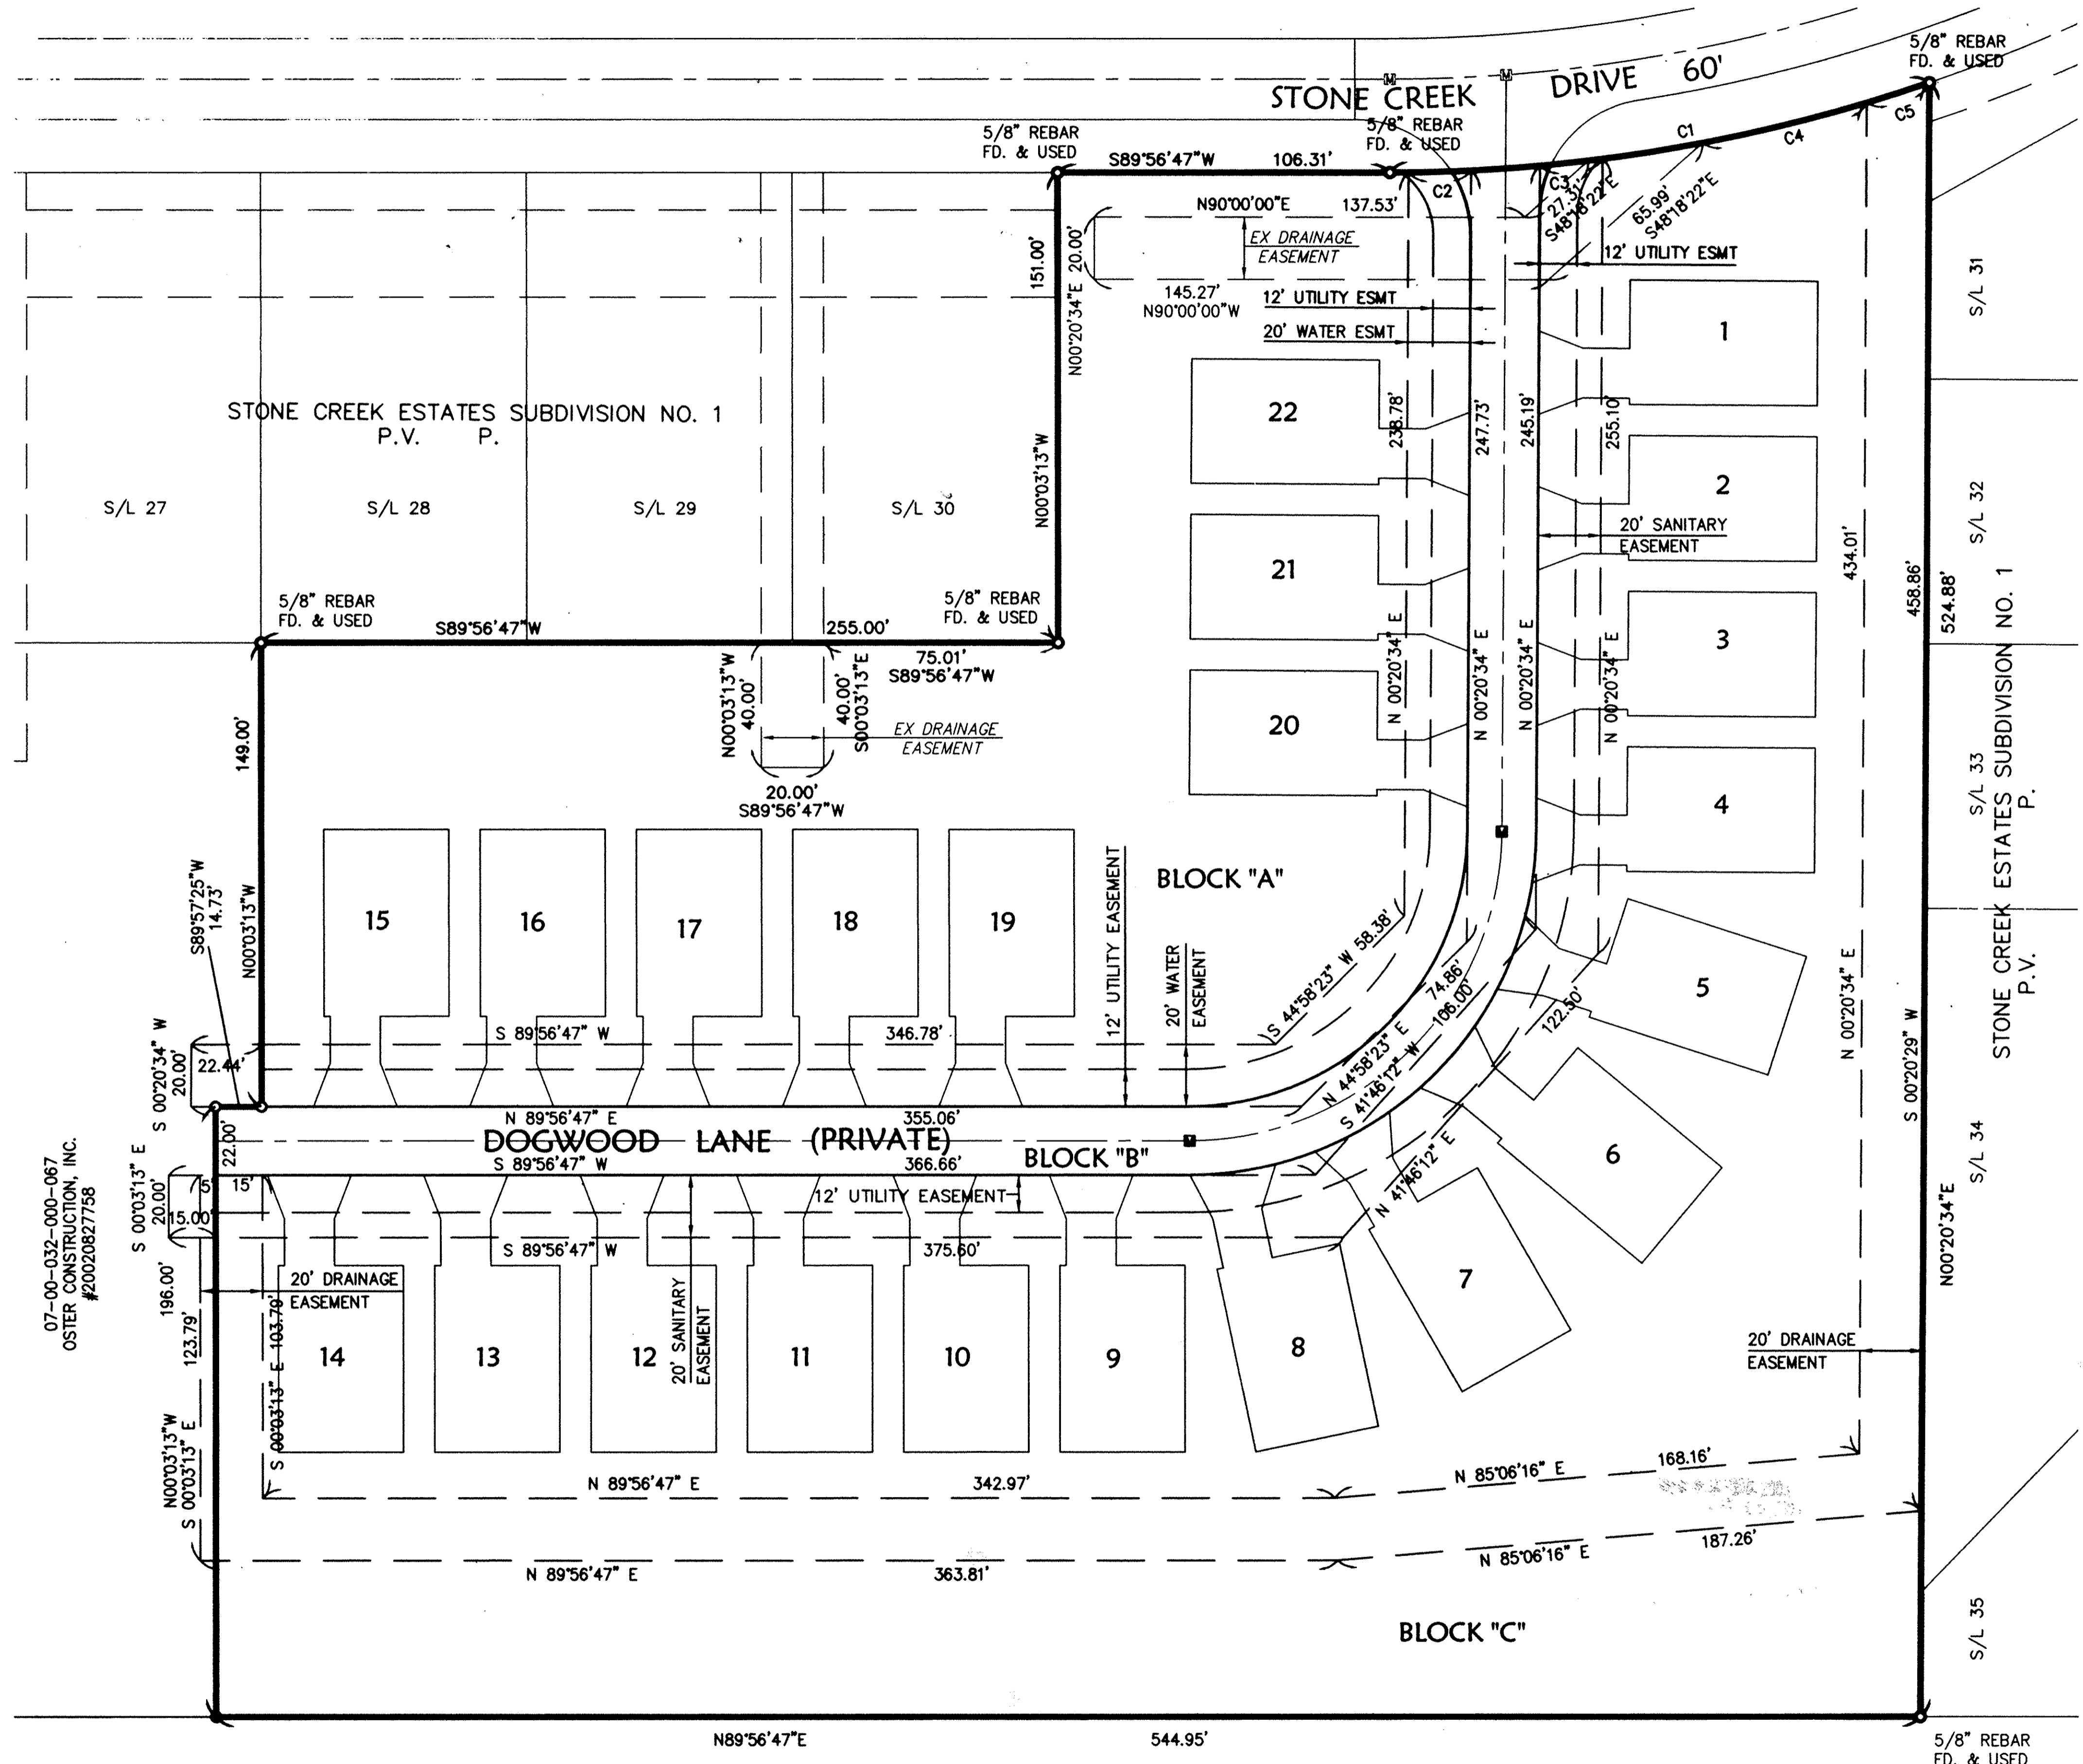 5/8" REBAR
FD. & USED
STONE CREEK DRIVE 60'
5/8" REBAR
FD. & USED
5/8" REBAR
FD. & USED
S89°56'47"W 106.31'
C1
C2
C3
C4
C5
27.31'
S48°18'22"E
65.99'
S48°18'22"E
N90°00'00"E 137.53'
EX DRAINAGE
EASEMENT
145.27'
N90°00'00"W
12' UTILITY ESMT
12' UTILITY ESMT
20' WATER ESMT
151.00'
N00°03'13"W
N00°20'34"E 20.00'
STONE CREEK ESTATES SUBDIVISION NO. 1
P.V. P.
S/L 27
S/L 28
S/L 29
S/L 30
S/L 31
S/L 32
S/L 33
S/L 34
S/L 35
STONE CREEK ESTATES SUBDIVISION NO. 1
P.V. P.
1
2
3
4
5
6
7
8
9
10
11
12
13
14
15
16
17
18
19
20
21
22
238.78'
N 00°20'34" E
247.73'
N 00°20'34" E
245.19'
N 00°20'34" E
255.10'
N 00°20'34" E
20' SANITARY
EASEMENT
434.01'
N 00°20'34" E
458.86'
S 00°20'29" W
524.88'
N00°20'34"E
5/8" REBAR
FD. & USED
5/8" REBAR
FD. & USED
S89°56'47"W 255.00'
75.01'
S89°56'47"W
N00°03'13"W
40.00'
40.00'
S00°03'13"E
EX DRAINAGE
EASEMENT
20.00'
S89°56'47"W
149.00'
N00°03'13"W
S89°57'25"W
14.73'
BLOCK "A"
12' UTILITY EASEMENT
20' WATER
EASEMENT
S 44°58'23" W 58.38'
74.86'
N 44°58'23" E
106.00'
S 41°46'12" W
122.50'
N 41°46'12" E
S 89°56'47" W 346.78'
S 00°20'34" W
20.00'
22.44'
N 89°56'47" E 355.06'
DOGWOOD LANE (PRIVATE)
22.00'
S 89°56'47" W 366.66'
BLOCK "B"
12' UTILITY EASEMENT
5'
15'
S 00°03'13" E
20.00'
15.00'
S 89°56'47" W 375.60'
20' DRAINAGE
EASEMENT
20' SANITARY
EASEMENT
07-00-032-000-067
OSTER CONSTRUCTION, INC.
#20020827758
196.00'
N00°03'13"W
123.79'
S 00°03'13" E
S 00°03'13" E 103.79'
20' DRAINAGE
EASEMENT
N 89°56'47" E 342.97'
N 85°06'16" E 168.16'
N 89°56'47" E 363.81'
N 85°06'16" E 187.26'
BLOCK "C"
N89°56'47"E 544.95'
5/8" REBAR
FD. & USED